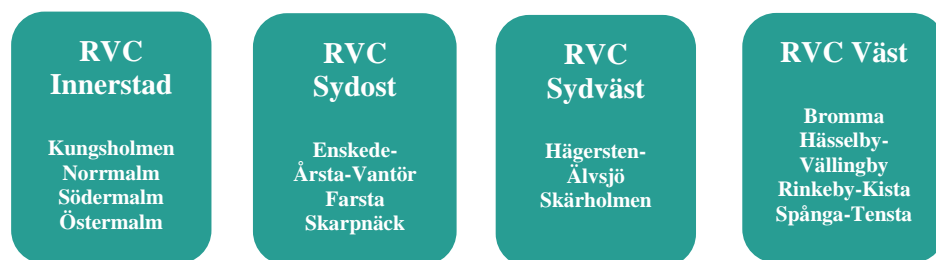 RVC
Innerstad
Kungsholmen
Norrmalm
Södermalm
Östermalm
RVC
Sydost
Enskede-
Årsta-Vantör
Farsta
Skarpnäck
RVC
Sydväst
Hägersten-
Älvsjö
Skärholmen
RVC Väst
Bromma
Hässelby-
Vällingby
Rinkeby-Kista
Spånga-Tensta